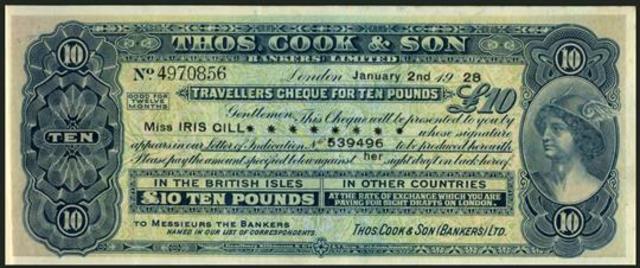 10 THOS. COOK & SON 10
BANKERS LIMITED
No 4970856 London January 2nd 1928
GOOD FOR TWELVE MONTHS
TRAVELLERS CHEQUE FOR TEN POUNDS £10
Gentlemen, This Cheque will be presented to you by
Miss IRIS GILL * * * * * * * * whose signature
TEN
appears in our Letter of Indication No 539496 to be produced herewith.
Please pay the amount specified below against her sight draft on back hereof.
IN THE BRITISH ISLES
£10 TEN POUNDS
IN OTHER COUNTRIES
AT THE RATE OF EXCHANGE WHICH YOU ARE
PAYING FOR SIGHT DRAFTS ON LONDON.
TO MESSIEURS THE BANKERS
NAMED IN OUR LIST OF CORRESPONDENTS.
THOS. COOK & SON (BANKERS) LTD.
10 10